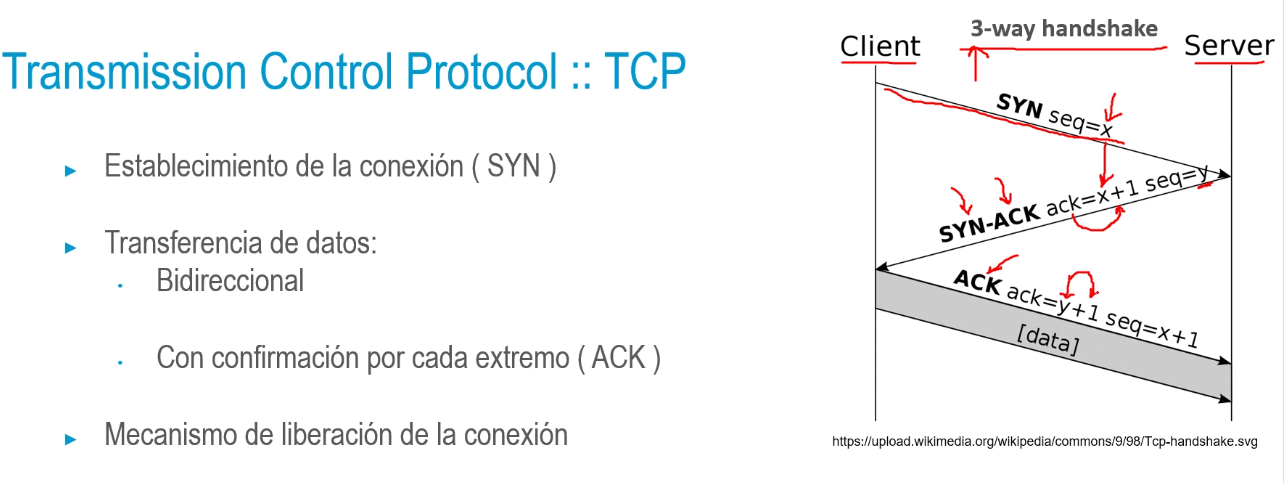 Transmission Control Protocol :: TCP
Establecimiento de la conexión ( SYN )
Transferencia de datos:
Bidireccional
Con confirmación por cada extremo ( ACK )
Mecanismo de liberación de la conexión
3-way handshake
Client
Server
SYN seq=x
SYN-ACK ack=x+1 seq=y
ACK ack=y+1 seq=x+1
[data]
https://upload.wikimedia.org/wikipedia/commons/9/98/Tcp-handshake.svg